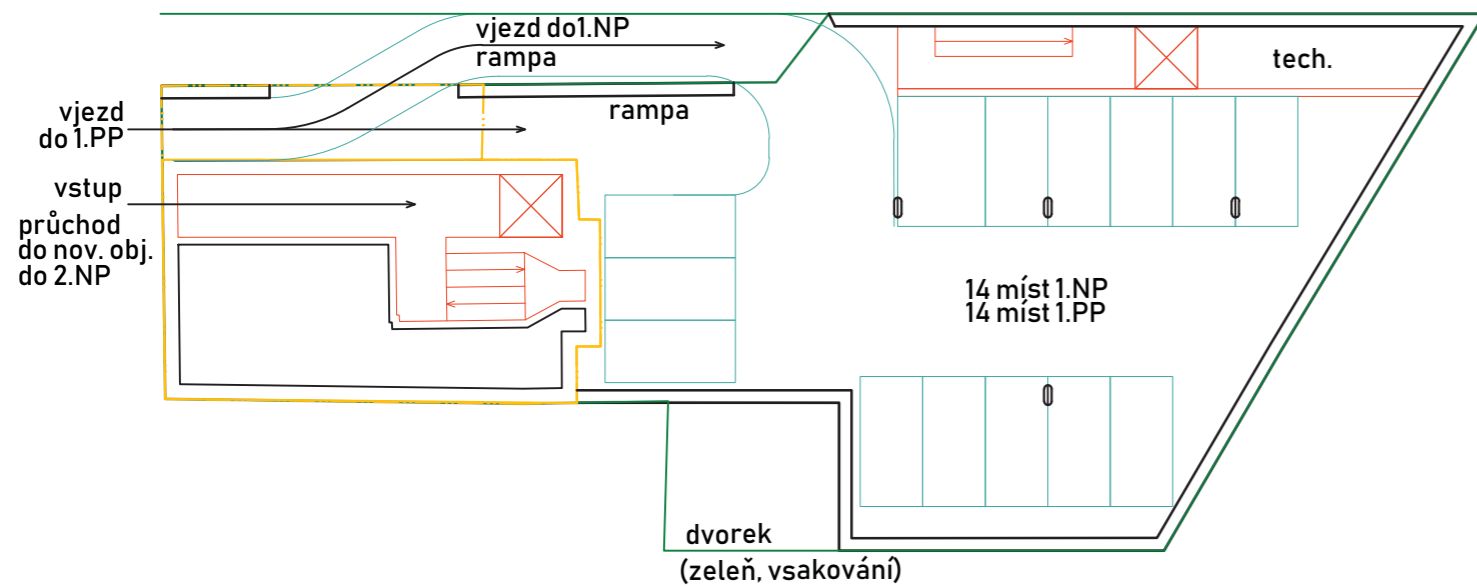 vjezd do1.NP
rampa
tech.
rampa
vjezd
do 1.PP
vstup
průchod
do nov. obj.
do 2.NP
14 míst 1.NP
14 míst 1.PP
dvorek
(zeleň, vsakování)